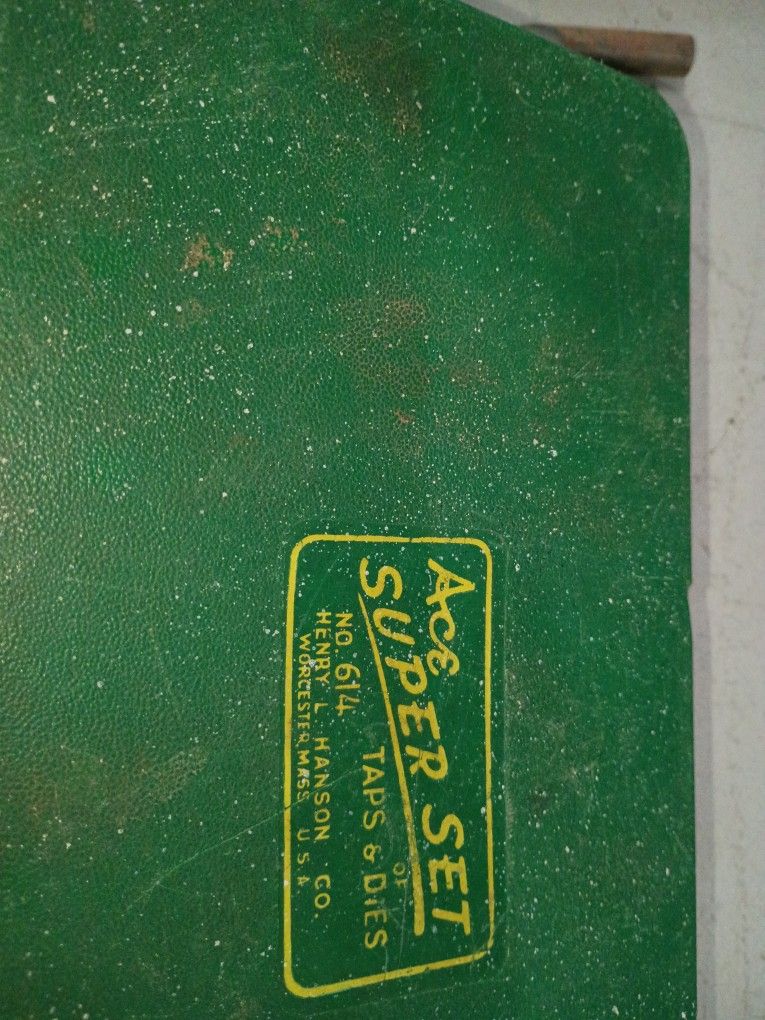 Ace
SUPER SET
OF
NO. 614 TAPS & DIES
HENRY L. HANSON CO.
WORCESTER, MASS. U.S.A.